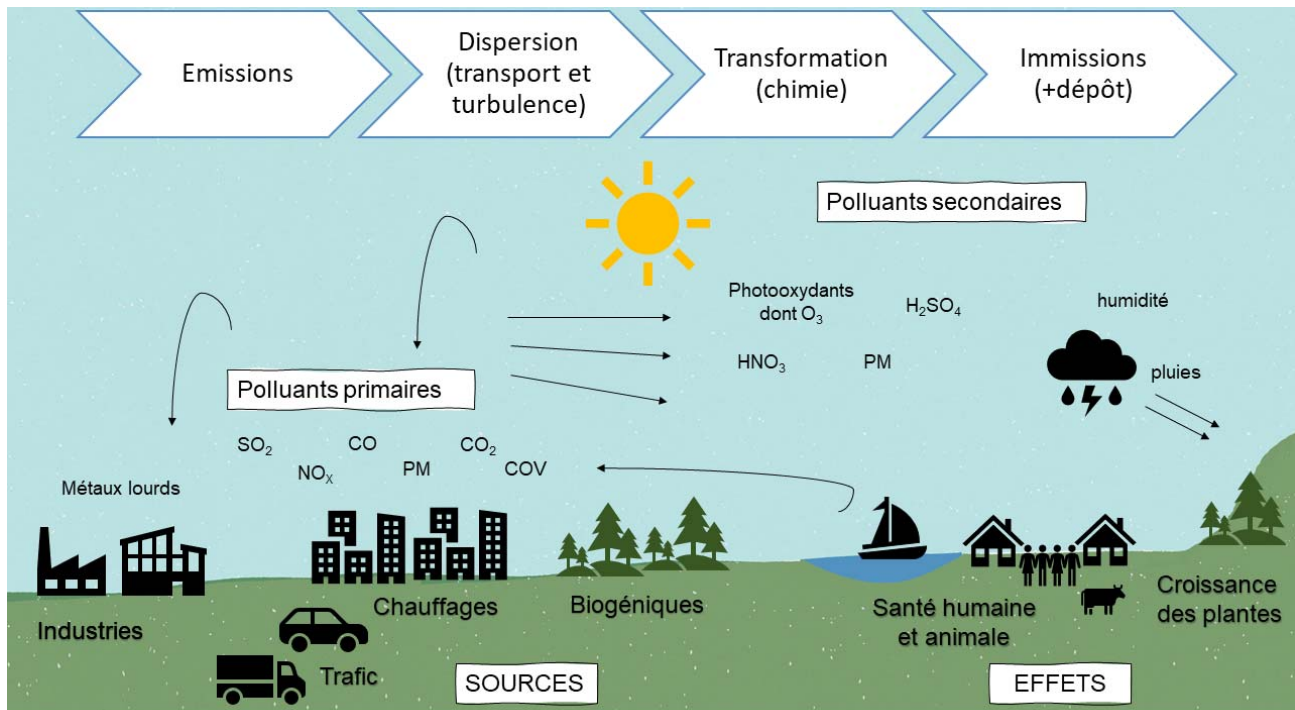 Emissions
Dispersion
(transport et
turbulence)
Transformation
(chimie)
Immissions
(+dépôt)
Polluants secondaires
Photooxydants
dont O₃
H₂SO₄
humidité
HNO₃
PM
pluies
Polluants primaires
SO₂
CO
CO₂
NOₓ
PM
COV
Métaux lourds
Industries
Chauffages
Biogéniques
Santé humaine
et animale
Croissance
des plantes
Trafic
SOURCES
EFFETS